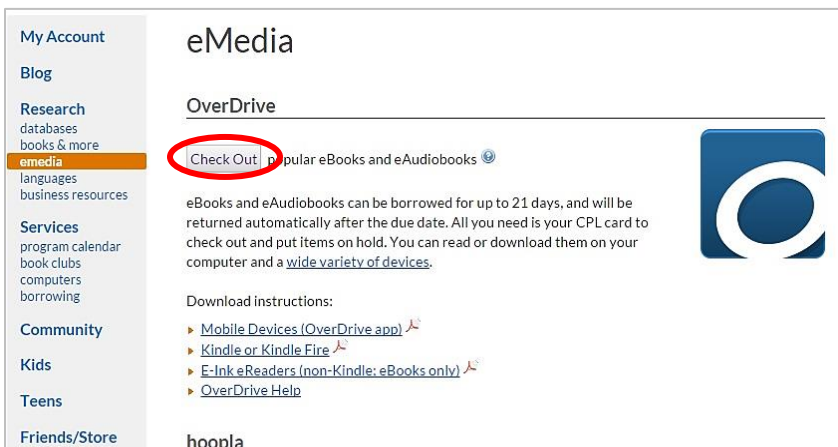 My Account
Blog
Research
databases
books & more
emedia
languages
business resources
Services
program calendar
book clubs
computers
borrowing
Community
Kids
Teens
Friends/Store
eMedia
OverDrive
Check Out popular eBooks and eAudiobooks ?
eBooks and eAudiobooks can be borrowed for up to 21 days, and will be
returned automatically after the due date. All you need is your CPL card to
check out and put items on hold. You can read or download them on your
computer and a wide variety of devices.
Download instructions:
Mobile Devices (OverDrive app)
Kindle or Kindle Fire
E-Ink eReaders (non-Kindle: eBooks only)
OverDrive Help
hoopla